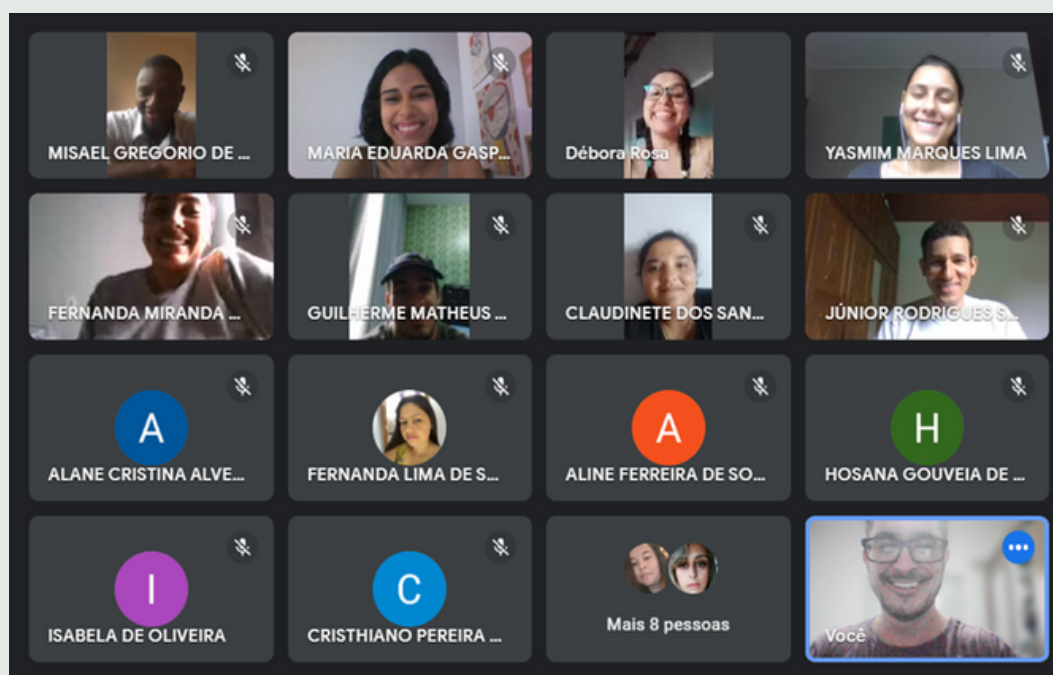 MISAEL GREGORIO DE ...
MARIA EDUARDA GASP...
Débora Rosa
YASMIM MARQUES LIMA
FERNANDA MIRANDA ...
GUILHERME MATHEUS ...
CLAUDINETE DOS SAN...
JÚNIOR RODRIGUES S...
A
ALANE CRISTINA ALVE...
FERNANDA LIMA DE S...
A
ALINE FERREIRA DE SO...
H
HOSANA GOUVEIA DE ...
I
ISABELA DE OLIVEIRA
C
CRISTHIANO PEREIRA ...
Mais 8 pessoas
Você